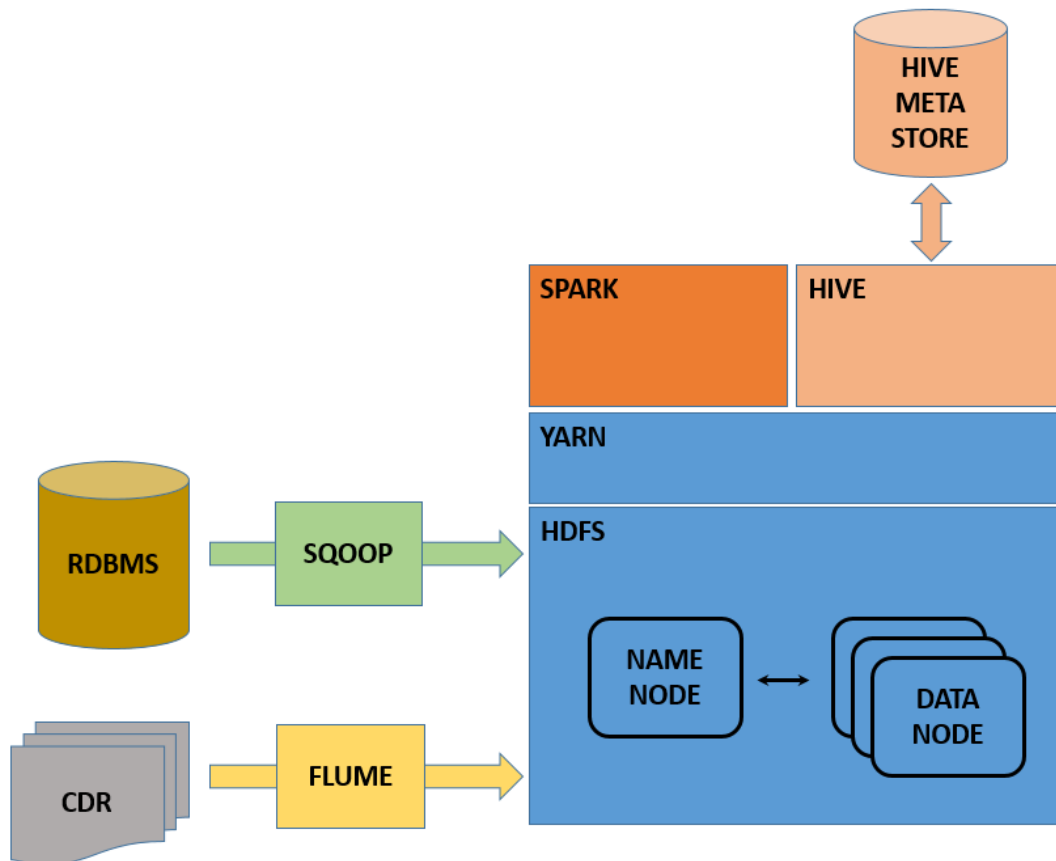 HIVE
META
STORE
SPARK
HIVE
YARN
HDFS
RDBMS
SQOOP
NAME
NODE
DATA
NODE
CDR
FLUME